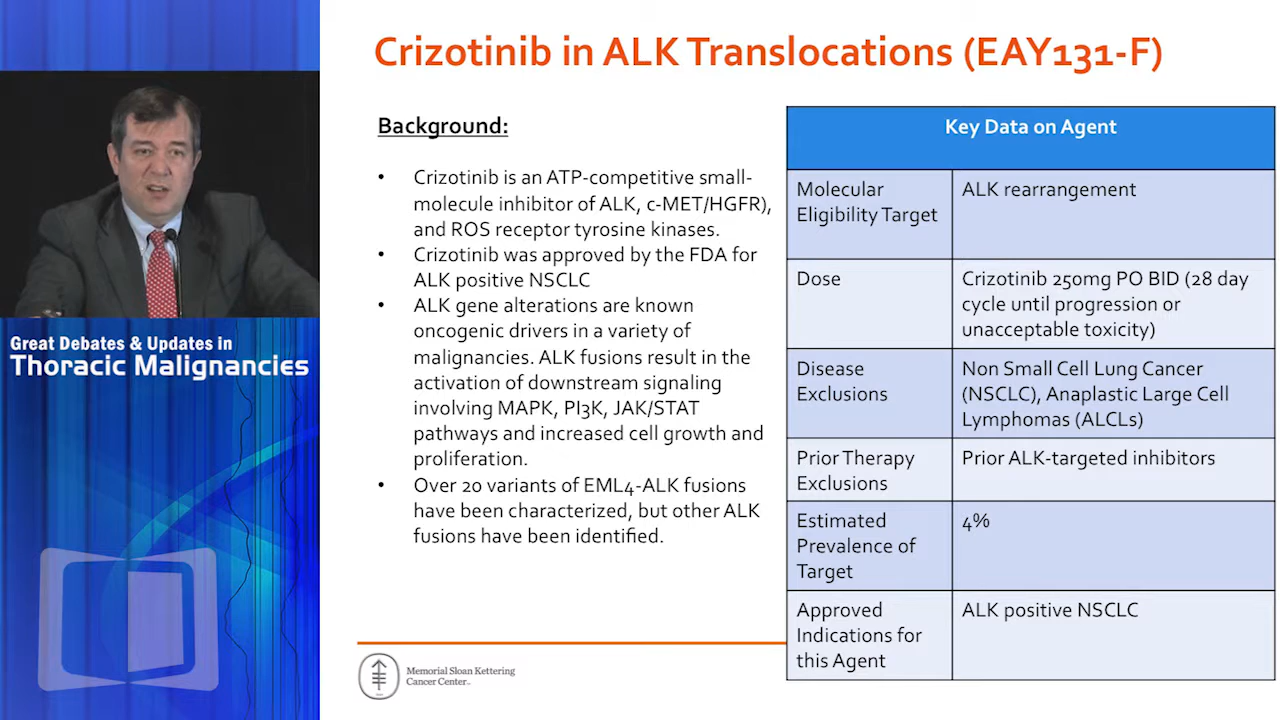 Crizotinib in ALK Translocations (EAY131-F)
Background:
• Crizotinib is an ATP-competitive small-
molecule inhibitor of ALK, c-MET/HGFR),
and ROS receptor tyrosine kinases.
• Crizotinib was approved by the FDA for
ALK positive NSCLC
• ALK gene alterations are known
oncogenic drivers in a variety of
malignancies. ALK fusions result in the
activation of downstream signaling
involving MAPK, PI3K, JAK/STAT
pathways and increased cell growth and
proliferation.
• Over 20 variants of EML4-ALK fusions
have been characterized, but other ALK
fusions have been identified.
Key Data on Agent
Molecular
Eligibility Target
ALK rearrangement
Dose
Crizotinib 250mg PO BID (28 day
cycle until progression or
unacceptable toxicity)
Disease
Exclusions
Non Small Cell Lung Cancer
(NSCLC), Anaplastic Large Cell
Lymphomas (ALCLs)
Prior Therapy
Exclusions
Prior ALK-targeted inhibitors
Estimated
Prevalence of
Target
4%
Approved
Indications for
this Agent
ALK positive NSCLC
Great Debates & Updates in
Thoracic Malignancies
Memorial Sloan Kettering
Cancer Center